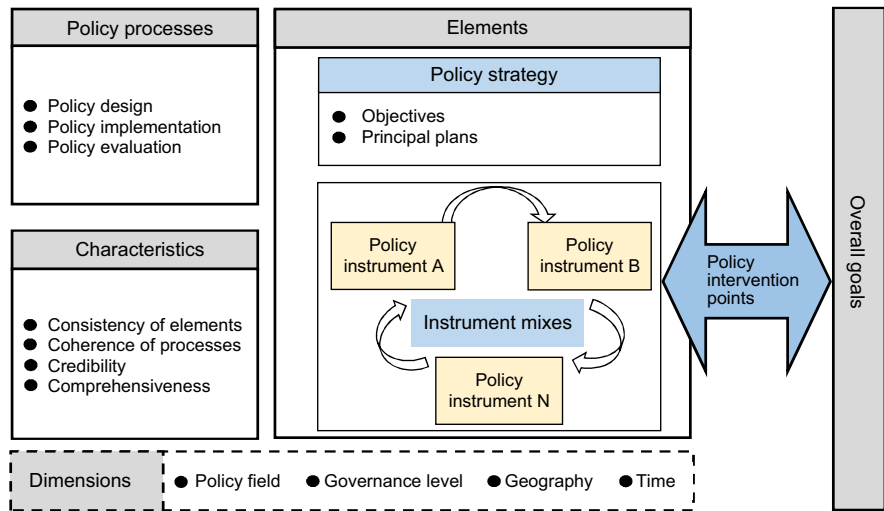 Policy processes
● Policy design
● Policy implementation
● Policy evaluation
Characteristics
● Consistency of elements
● Coherence of processes
● Credibility
● Comprehensiveness
Elements
Policy strategy
● Objectives
● Principal plans
Policy
instrument A
Policy
instrument B
Instrument mixes
Policy
instrument N
Policy
intervention
points
Overall goals
Dimensions
● Policy field ● Governance level ● Geography ● Time